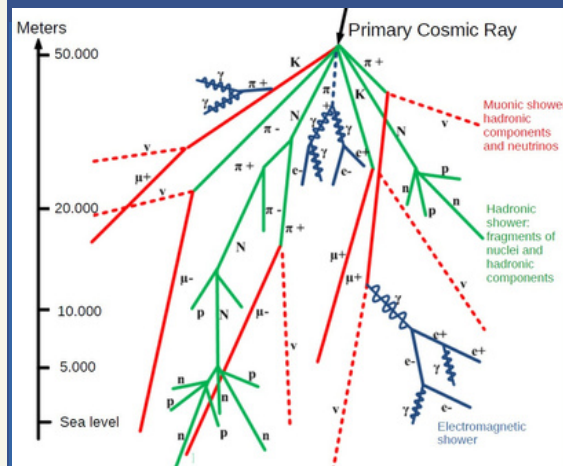 Meters
Primary Cosmic Ray
50.000
K
π +
γ
π +
γ
K
π
+
N
π -
γ
γ
N
ν
Muonic shower
hadronic
components
and neutrinos
ν
μ+
ν
π +
e-
e-
e+
n
p
p
n
20.000
π -
π +
Hadronic
shower:
fragments of
nuclei and
hadronic
components
N
μ+
μ+
ν
μ-
γ
10.000
p
N
μ-
ν
e-
e+
e+
γ
5.000
n
p
p
n
γ
e-
Sea level
n
p
n
ν
Electromagnetic
shower